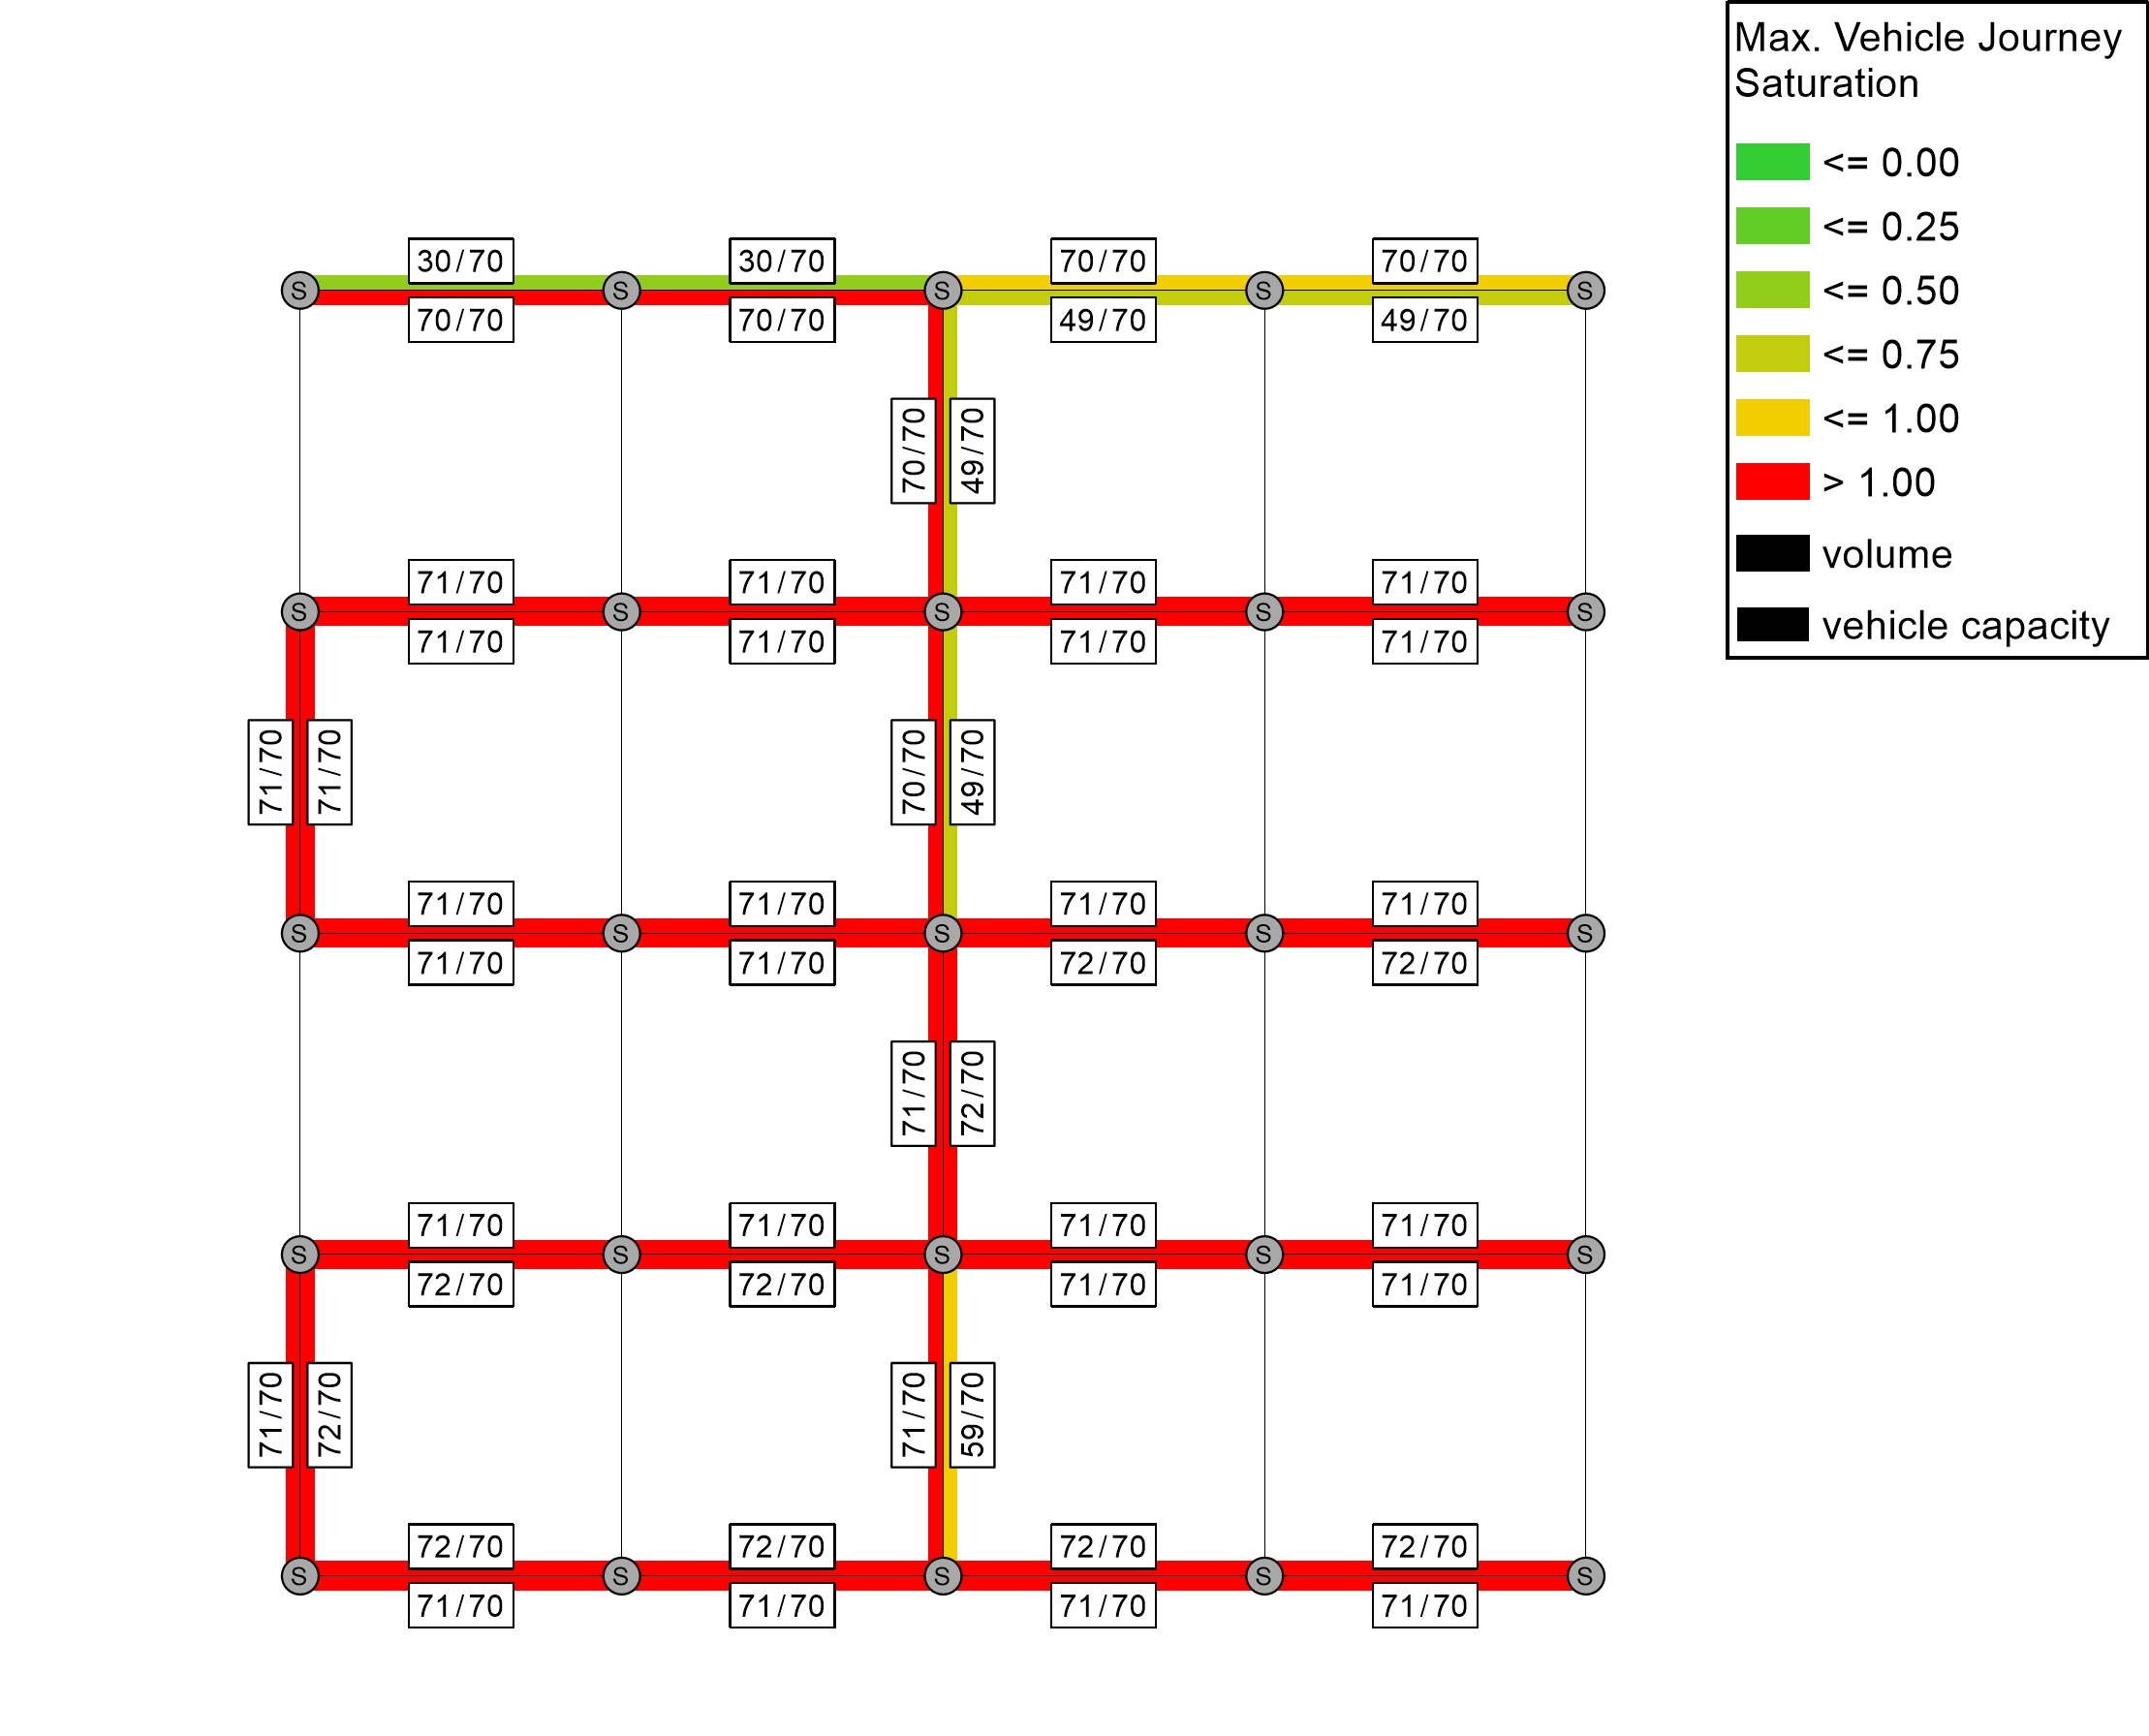 Max. Vehicle Journey
Saturation
<= 0.00
<= 0.25
<= 0.50
<= 0.75
<= 1.00
> 1.00
volume
vehicle capacity
30/70 30/70 70/70 70/70
S S S S S
70/70 70/70 49/70 49/70
70/70 49/70
71/70 71/70 71/70 71/70
S S S S S
71/70 71/70 71/70 71/70
71/70 71/70 70/70 49/70
71/70 71/70 71/70 71/70
S S S S S
71/70 71/70 72/70 72/70
71/70 72/70
71/70 71/70 71/70 71/70
S S S S S
72/70 72/70 71/70 71/70
71/70 72/70 71/70 59/70
72/70 72/70 72/70 72/70
S S S S S
71/70 71/70 71/70 71/70